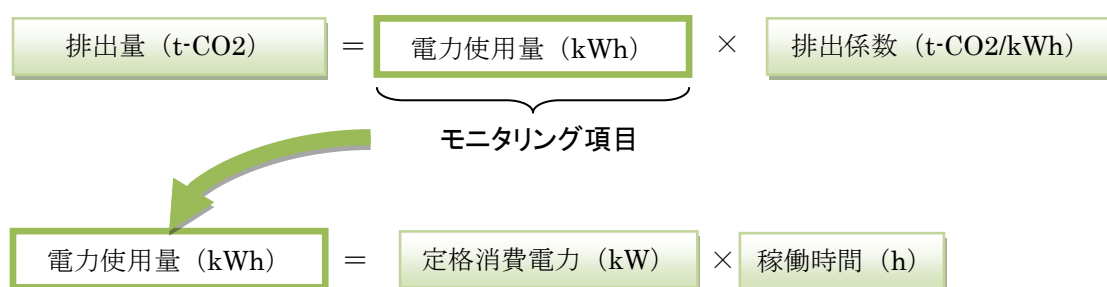 排出量（t-CO2） ＝ 電力使用量（kWh） × 排出係数（t-CO2/kWh）
モニタリング項目
電力使用量（kWh） ＝ 定格消費電力（kW） × 稼働時間（h）